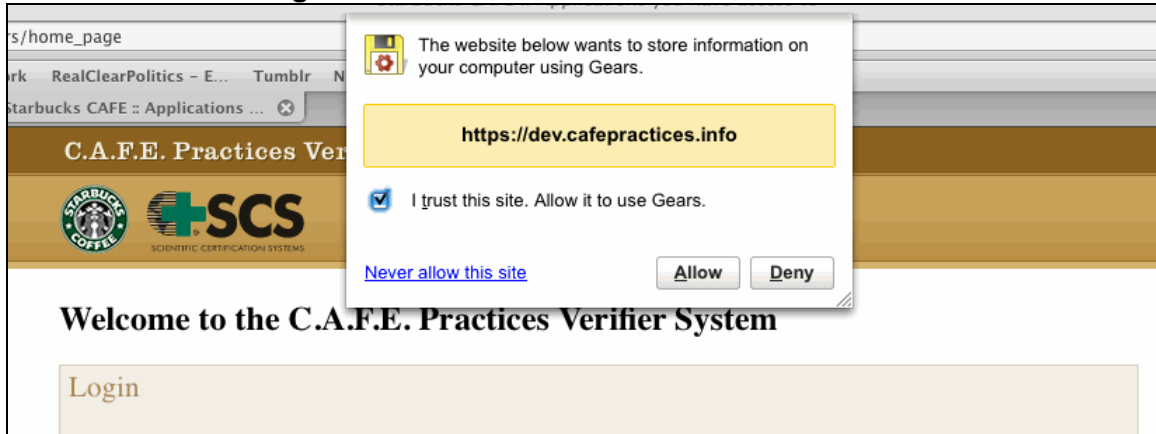 s/home_page
The website below wants to store information on
your computer using Gears.
RealClearPolitics – E... Tumblr N
Starbucks CAFE :: Applications ...
https://dev.cafepractices.info
C.A.F.E. Practices Ver
STARBUCKS
COFFEE
SCS
SCIENTIFIC CERTIFICATION SYSTEMS
I trust this site. Allow it to use Gears.
Never allow this site
Allow Deny
Welcome to the C.A.F.E. Practices Verifier System
Login